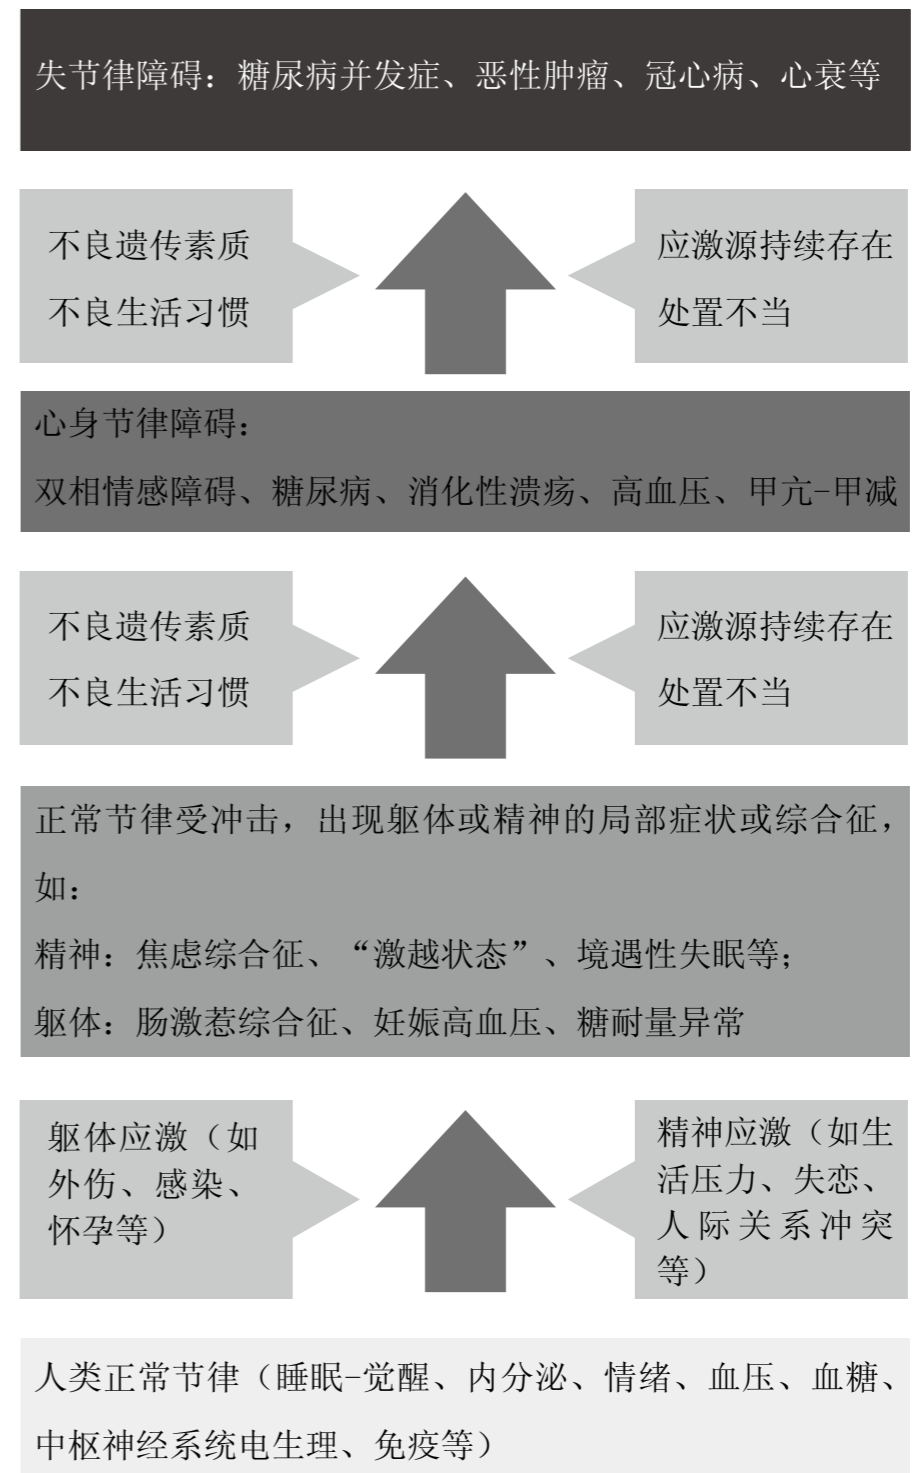 失节律障碍：糖尿病并发症、恶性肿瘤、冠心病、心衰等
不良遗传素质
不良生活习惯
应激源持续存在
处置不当
心身节律障碍：
双相情感障碍、糖尿病、消化性溃疡、高血压、甲亢-甲减
不良遗传素质
不良生活习惯
应激源持续存在
处置不当
正常节律受冲击，出现躯体或精神的局部症状或综合征，
如：
精神：焦虑综合征、“激越状态”、境遇性失眠等；
躯体：肠激惹综合征、妊娠高血压、糖耐量异常
躯体应激（如
外伤、感染、
怀孕等）
精神应激（如生
活压力、失恋、
人际关系冲突
等）
人类正常节律（睡眠-觉醒、内分泌、情绪、血压、血糖、
中枢神经系统电生理、免疫等）